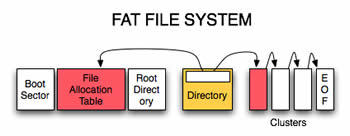 FAT FILE SYSTEM
Boot
Sector
File
Allocation
Table
Root
Direct
ory
Directory
E
O
F
Clusters